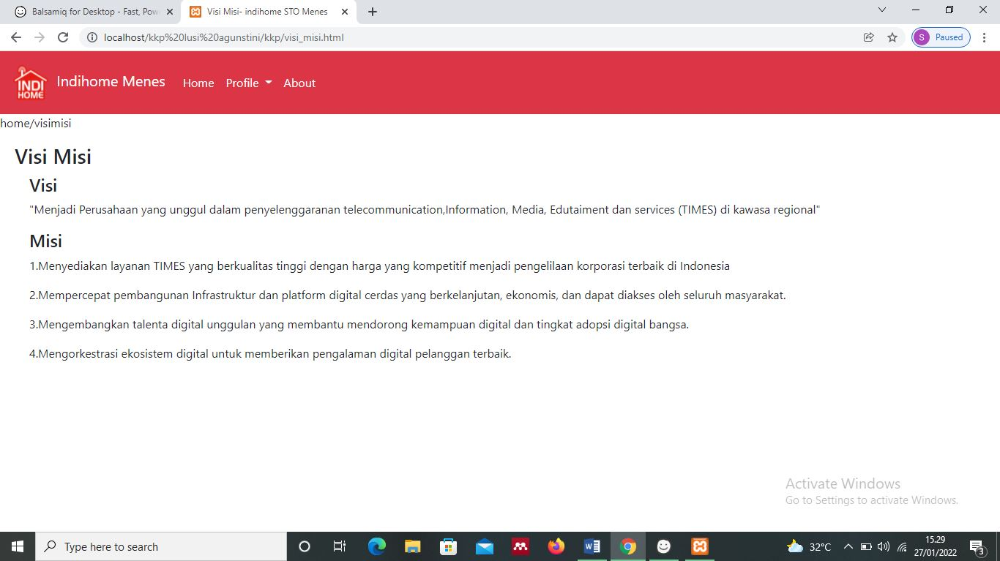 Balsamiq for Desktop - Fast, Pow
Visi Misi- indihome STO Menes
localhost/kkp%20lusi%20agunstini/kkp/visi_misi.html
S Paused
INDI
HOME
Indihome Menes Home Profile About
home/visimisi
Visi Misi
Visi
"Menjadi Perusahaan yang unggul dalam penyelenggaranan telecommunication,Information, Media, Edutaiment dan services (TIMES) di kawasa regional"
Misi
1.Menyediakan layanan TIMES yang berkualitas tinggi dengan harga yang kompetitif menjadi pengelilaan korporasi terbaik di Indonesia
2.Mempercepat pembangunan Infrastruktur dan platform digital cerdas yang berkelanjutan, ekonomis, dan dapat diakses oleh seluruh masyarakat.
3.Mengembangkan talenta digital unggulan yang membantu mendorong kemampuan digital dan tingkat adopsi digital bangsa.
4.Mengorkestrasi ekosistem digital untuk memberikan pengalaman digital pelanggan terbaik.
Activate Windows
Go to Settings to activate Windows.
Type here to search
32°C
15.29
27/01/2022
3